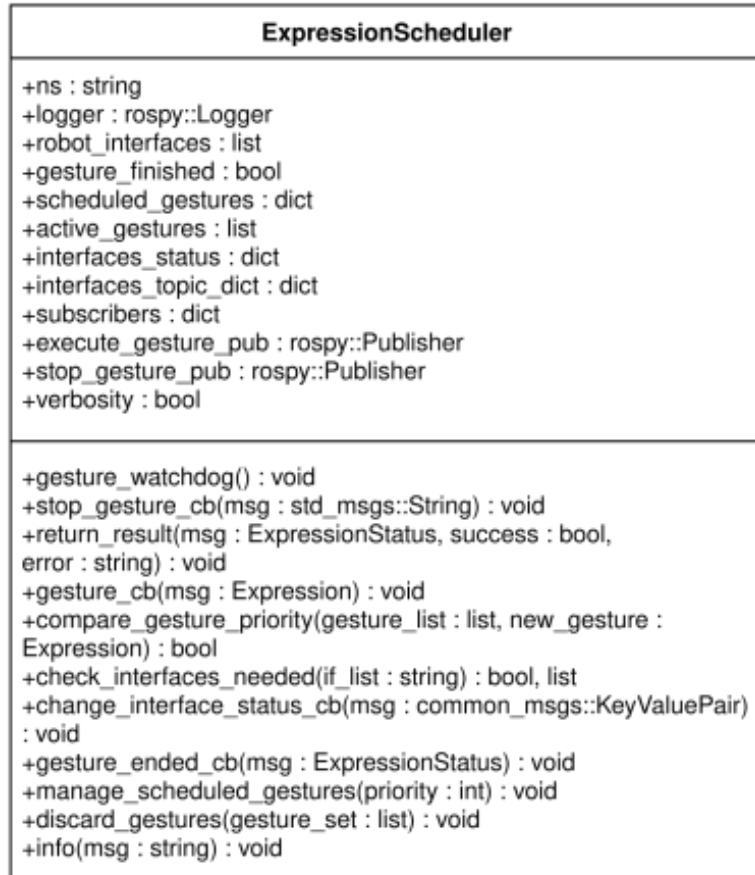 ExpressionScheduler
+ns : string
+logger : rospy::Logger
+robot_interfaces : list
+gesture_finished : bool
+scheduled_gestures : dict
+active_gestures : list
+interfaces_status : dict
+interfaces_topic_dict : dict
+subscribers : dict
+execute_gesture_pub : rospy::Publisher
+stop_gesture_pub : rospy::Publisher
+verbosity : bool
+gesture_watchdog() : void
+stop_gesture_cb(msg : std_msgs::String) : void
+return_result(msg : ExpressionStatus, success : bool,
error : string) : void
+gesture_cb(msg : Expression) : void
+compare_gesture_priority(gesture_list : list, new_gesture :
Expression) : bool
+check_interfaces_needed(if_list : string) : bool, list
+change_interface_status_cb(msg : common_msgs::KeyValuePair)
: void
+gesture_ended_cb(msg : ExpressionStatus) : void
+manage_scheduled_gestures(priority : int) : void
+discard_gestures(gesture_set : list) : void
+info(msg : string) : void